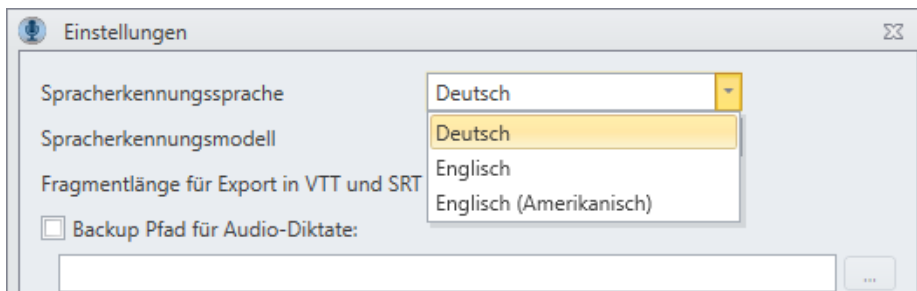 Einstellungen
Spracherkennungssprache
Deutsch
Spracherkennungsmodell
Deutsch
Englisch
Fragmentlänge für Export in VTT und SRT
Englisch (Amerikanisch)
Backup Pfad für Audio-Diktate:
...